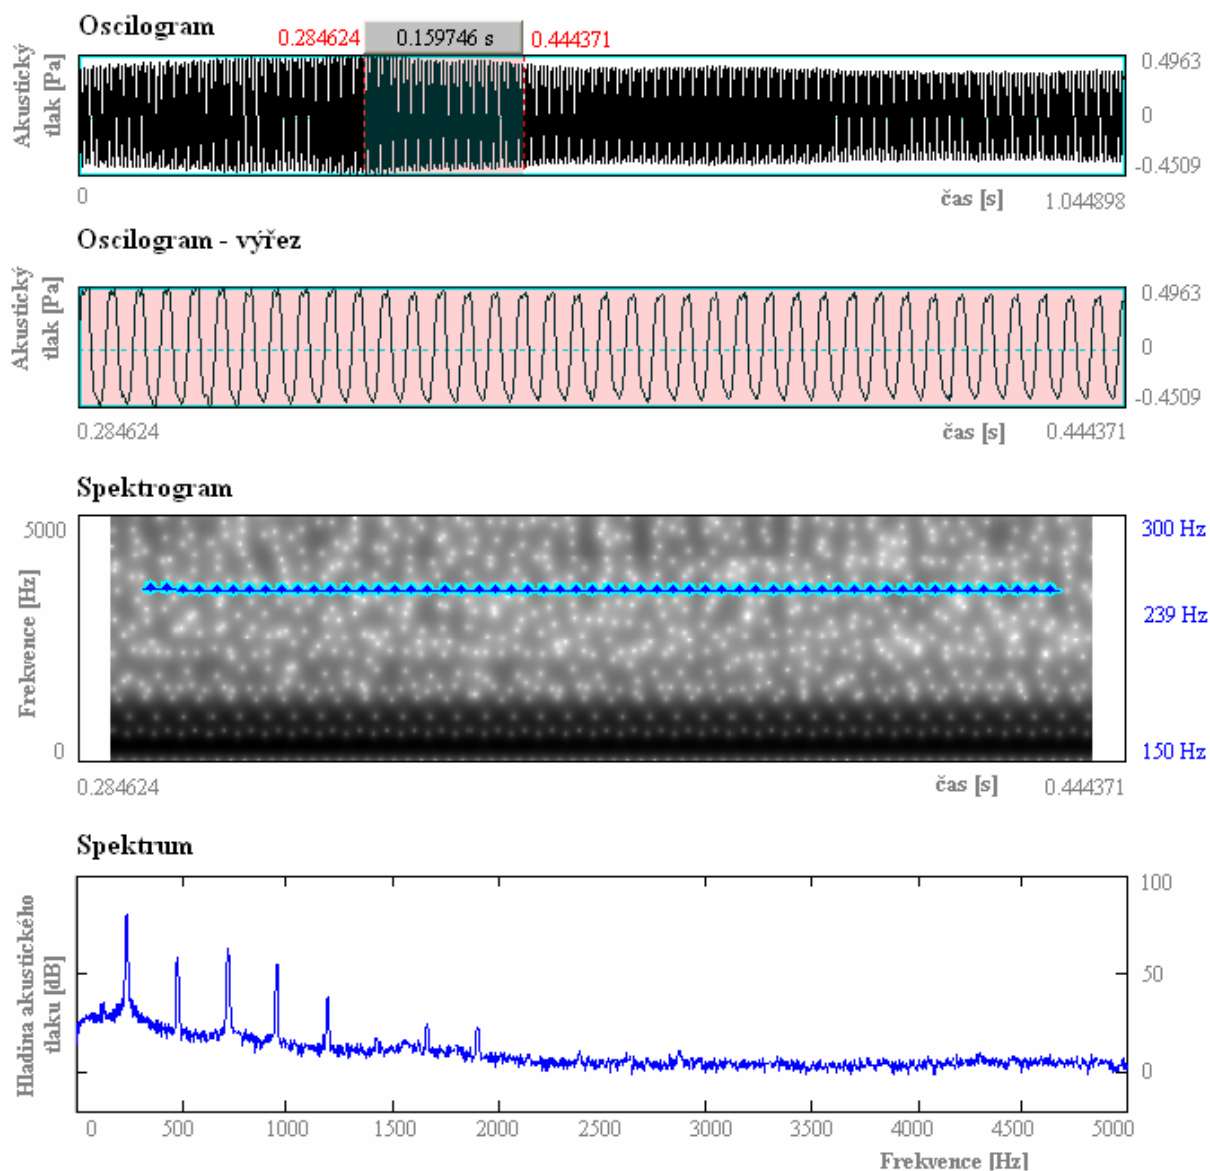 Oscilogram
0.284624 0.159746 s 0.444371
Akustický
tlak [Pa]
0.4963
0
-0.4509
0 čas [s] 1.044898
Oscilogram - výřez
Akustický
tlak [Pa]
0.4963
0
-0.4509
0.284624 čas [s] 0.444371
Spektrogram
Frekvence [Hz]
5000
0
300 Hz
239 Hz
150 Hz
0.284624 čas [s] 0.444371
Spektrum
Hladina akustického
tlaku [dB]
100
50
0
0 500 1000 1500 2000 2500 3000 3500 4000 4500 5000
Frekvence [Hz]